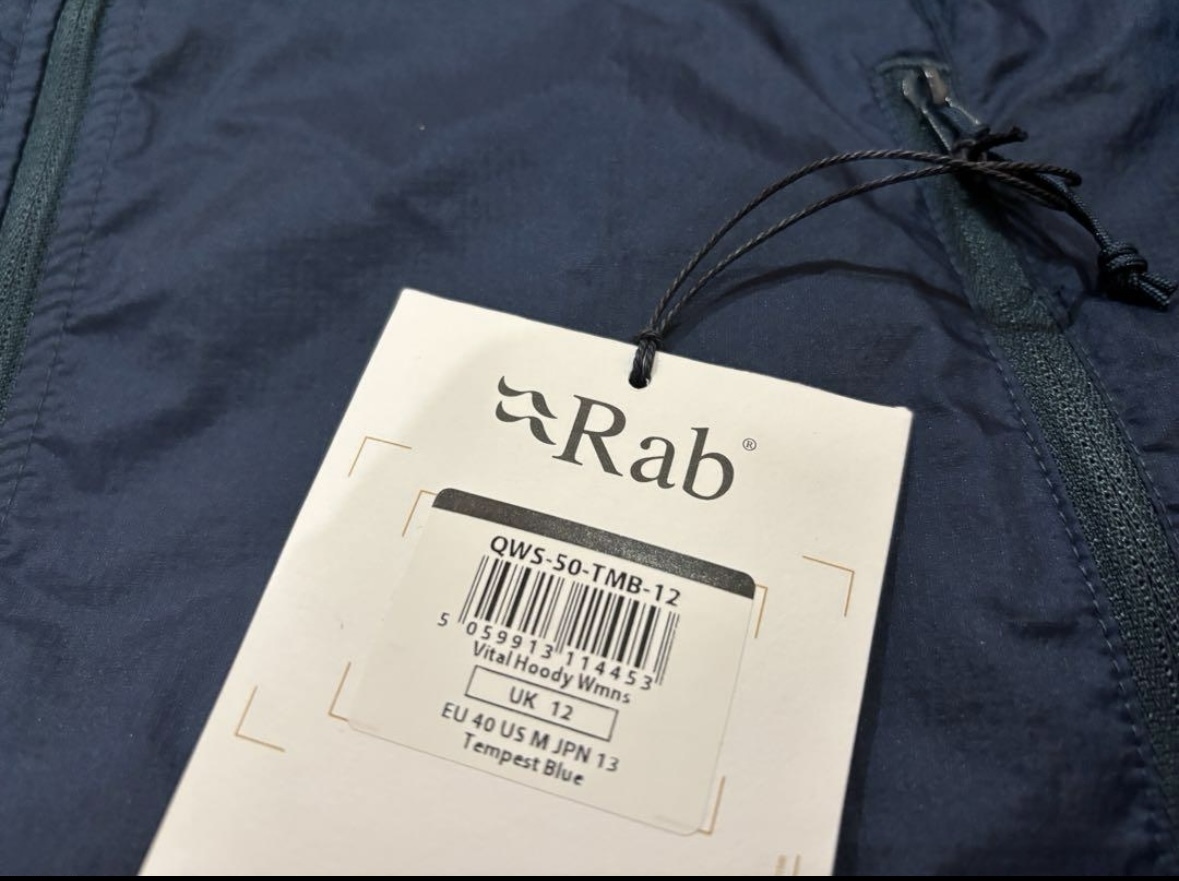 Rab®
QWS-50-TMB-12
5 059913 114453
Vital Hoody Wmns
UK 12
EU 40 US M JPN 13
Tempest Blue